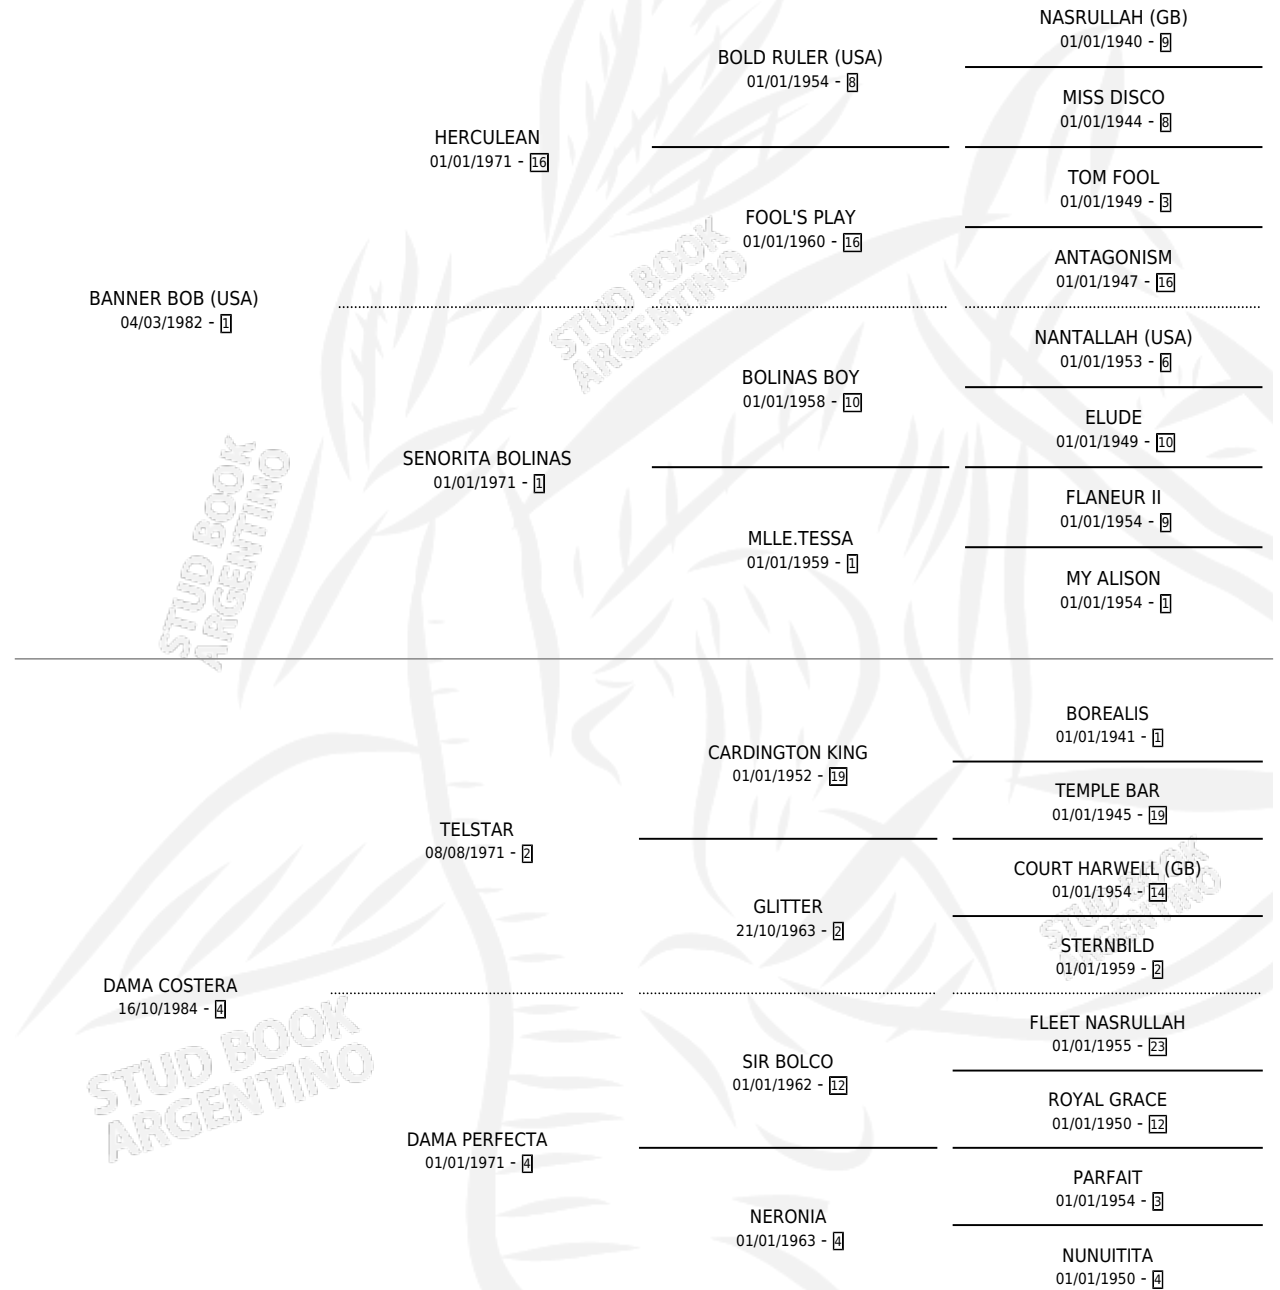 NASRULLAH (GB)
01/01/1940 - 9
BOLD RULER (USA)
01/01/1954 - 8
MISS DISCO
01/01/1944 - 8
HERCULEAN
01/01/1971 - 16
TOM FOOL
01/01/1949 - 3
FOOL'S PLAY
01/01/1960 - 16
ANTAGONISM
01/01/1947 - 16
BANNER BOB (USA)
04/03/1982 - 1
STUD BOOK
ARGENTINO
NANTALLAH (USA)
01/01/1953 - 6
BOLINAS BOY
01/01/1958 - 10
ELUDE
01/01/1949 - 10
SENORITA BOLINAS
01/01/1971 - 1
FLANEUR II
01/01/1954 - 9
MLLE.TESSA
01/01/1959 - 1
MY ALISON
01/01/1954 - 1
STUD BOOK
ARGENTINO
BOREALIS
01/01/1941 - 1
CARDINGTON KING
01/01/1952 - 19
TEMPLE BAR
01/01/1945 - 19
TELSTAR
08/08/1971 - 2
COURT HARWELL (GB)
01/01/1954 - 14
GLITTER
21/10/1963 - 2
STERNBILD
01/01/1959 - 2
STUD BOOK
ARGENTINO
DAMA COSTERA
16/10/1984 - 4
STUD BOOK
ARGENTINO
FLEET NASRULLAH
01/01/1955 - 23
SIR BOLCO
01/01/1962 - 12
ROYAL GRACE
01/01/1950 - 12
DAMA PERFECTA
01/01/1971 - 4
PARFAIT
01/01/1954 - 3
NERONIA
01/01/1963 - 4
NUNUITITA
01/01/1950 - 4